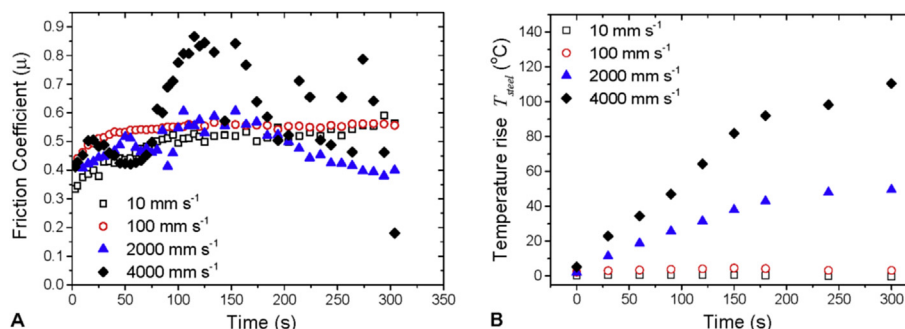 0.9
0.8
0.7
0.6
0.5
0.4
0.3
0.2
0.1
0.0
Friction Coefficient (μ)
10 mm s⁻¹
100 mm s⁻¹
2000 mm s⁻¹
4000 mm s⁻¹
0 50 100 150 200 250 300 350
Time (s)
A
140
120
100
80
60
40
20
0
Temperature rise T steel (°C)
10 mm s⁻¹
100 mm s⁻¹
2000 mm s⁻¹
4000 mm s⁻¹
0 50 100 150 200 250 300
Time (s)
B